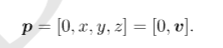 p = [0, x, y, z] = [0, v].